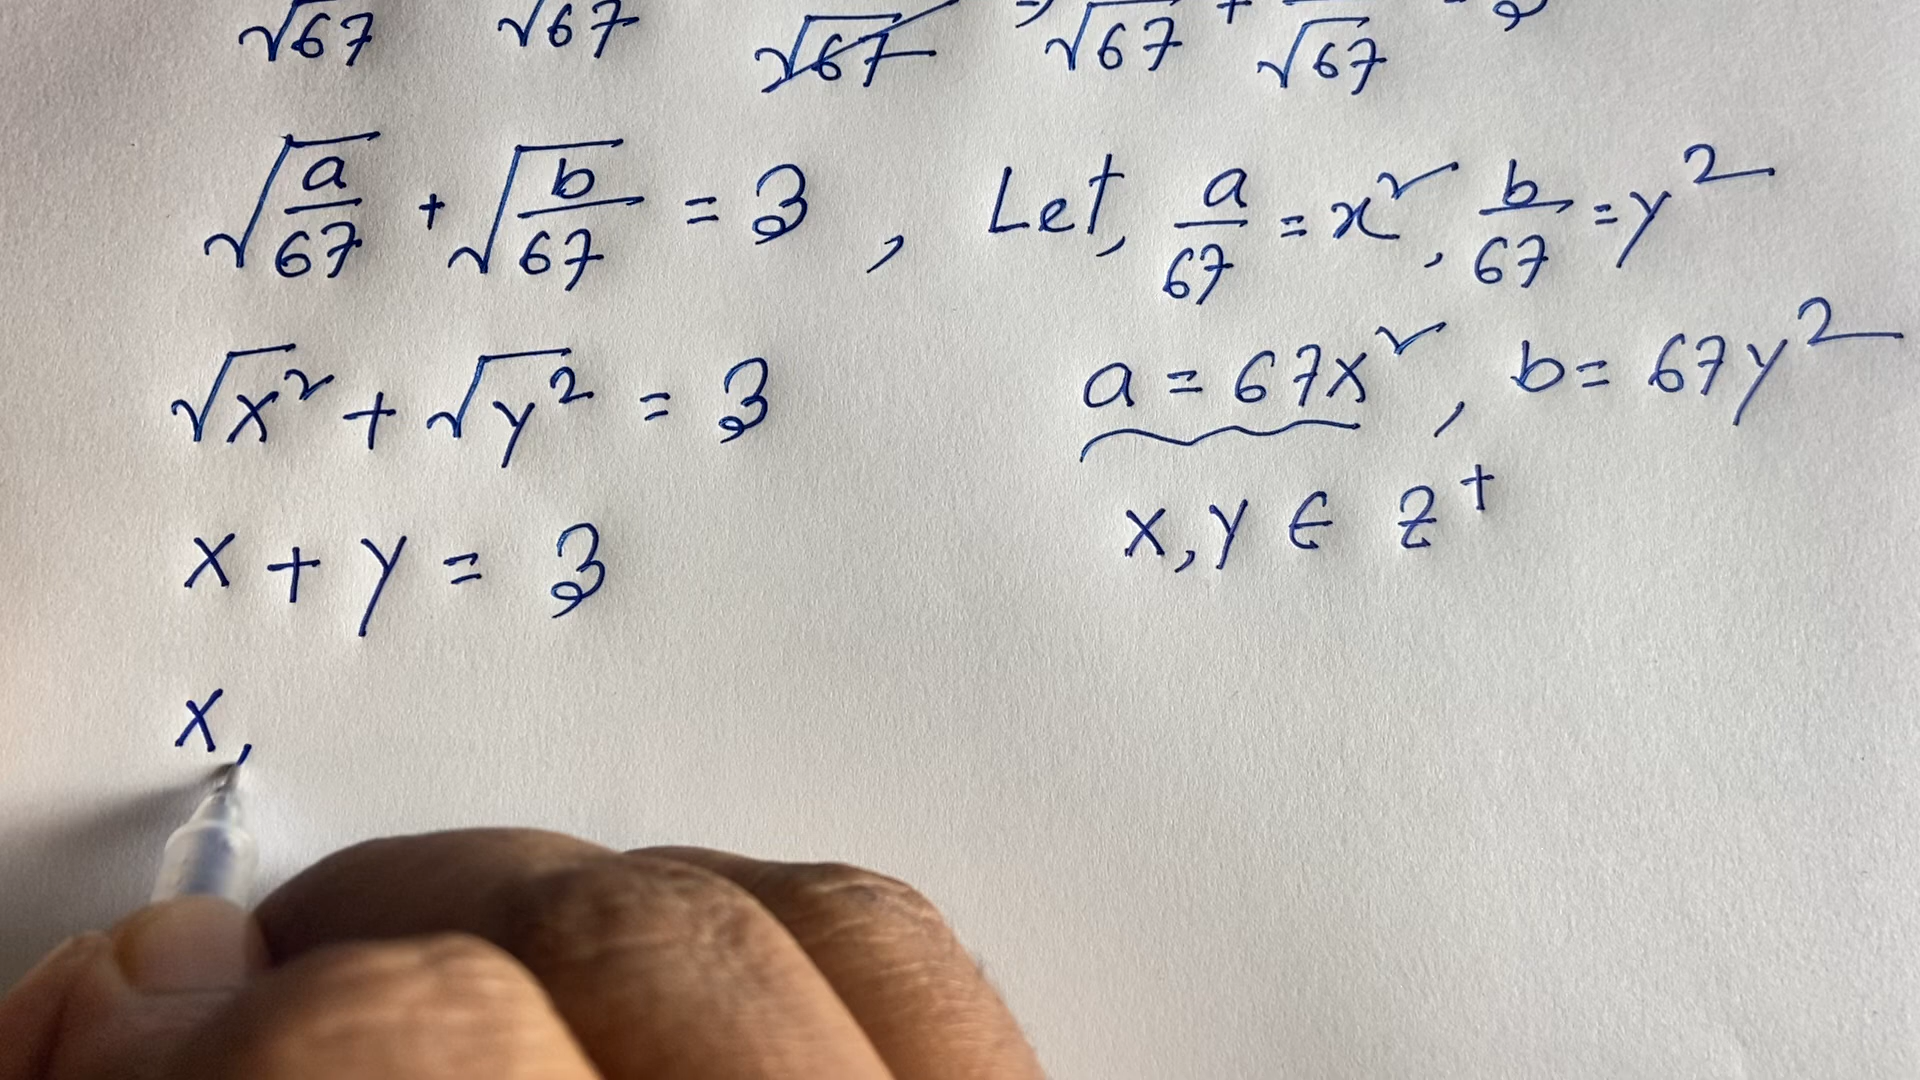 √67 √67 √67 ⇒ √67 + √67 = 3
√(a/67) + √(b/67) = 3 , Let, a/67 = x², b/67 = y²
√x² + √y² = 3 a = 67x² , b = 67y²
x, y ∈ Z⁺
x + y = 3
x,